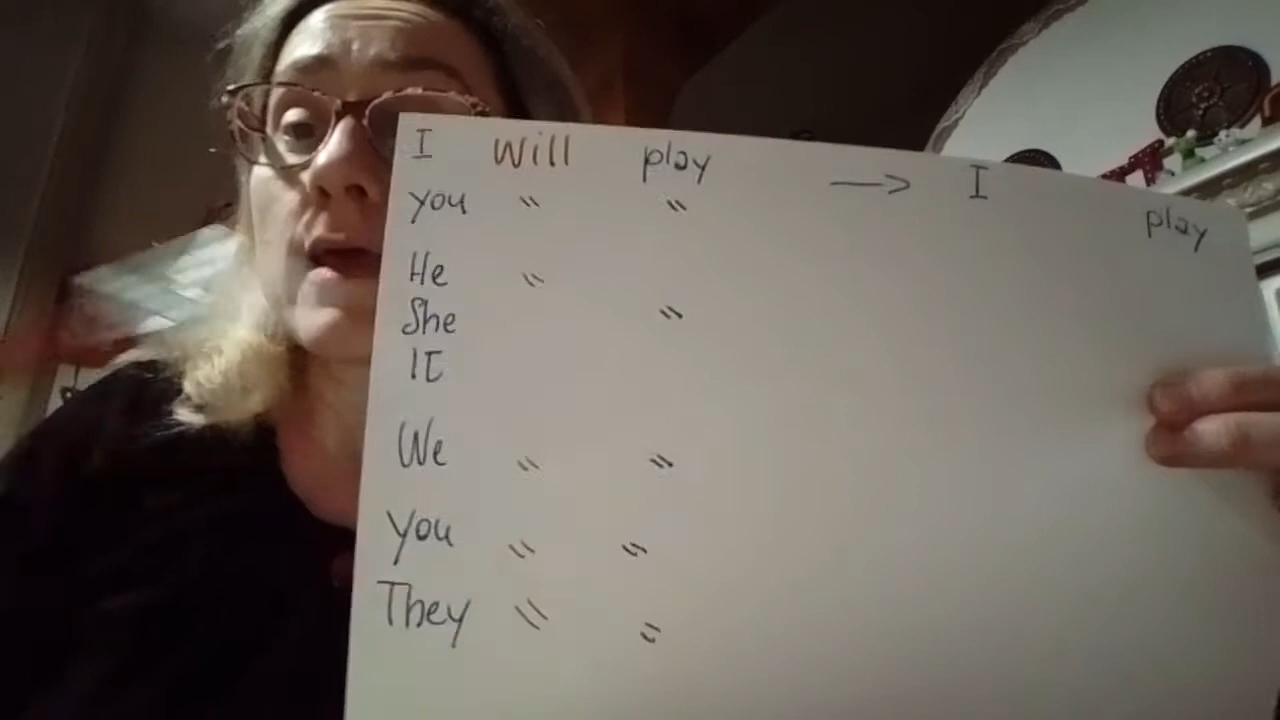 I will play → I play
you " "
He "
She "
It
We " "
you " "
They " "